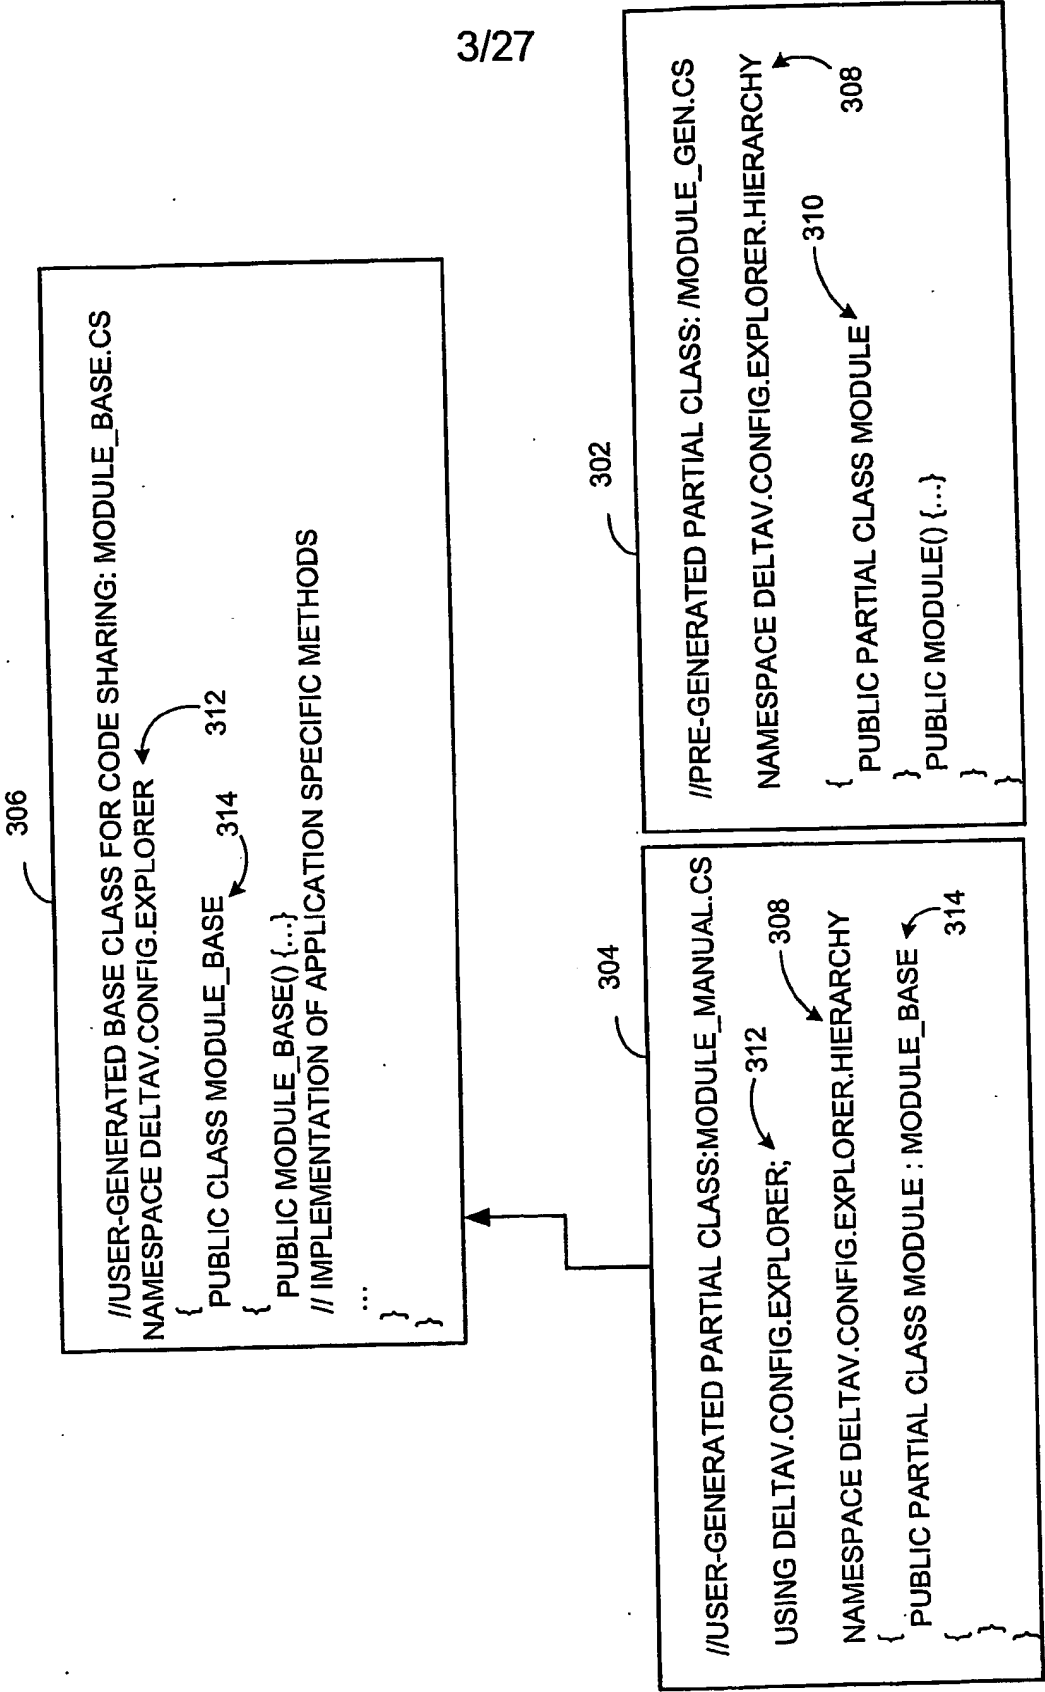 3/27
306
//USER-GENERATED BASE CLASS FOR CODE SHARING: MODULE_BASE.CS
NAMESPACE DELTAV.CONFIG.EXPLORER
312
{
PUBLIC CLASS MODULE_BASE
314
{
PUBLIC MODULE_BASE() {...}
// IMPLEMENTATION OF APPLICATION SPECIFIC METHODS
...
}
}
304
//USER-GENERATED PARTIAL CLASS:MODULE_MANUAL.CS
USING DELTAV.CONFIG.EXPLORER;
312
308
NAMESPACE DELTAV.CONFIG.EXPLORER.HIERARCHY
{
PUBLIC PARTIAL CLASS MODULE : MODULE_BASE
314
{
}
}
302
//PRE-GENERATED PARTIAL CLASS: /MODULE_GEN.CS
NAMESPACE DELTAV.CONFIG.EXPLORER.HIERARCHY
308
310
{
PUBLIC PARTIAL CLASS MODULE
}
PUBLIC MODULE() {...}
}
}